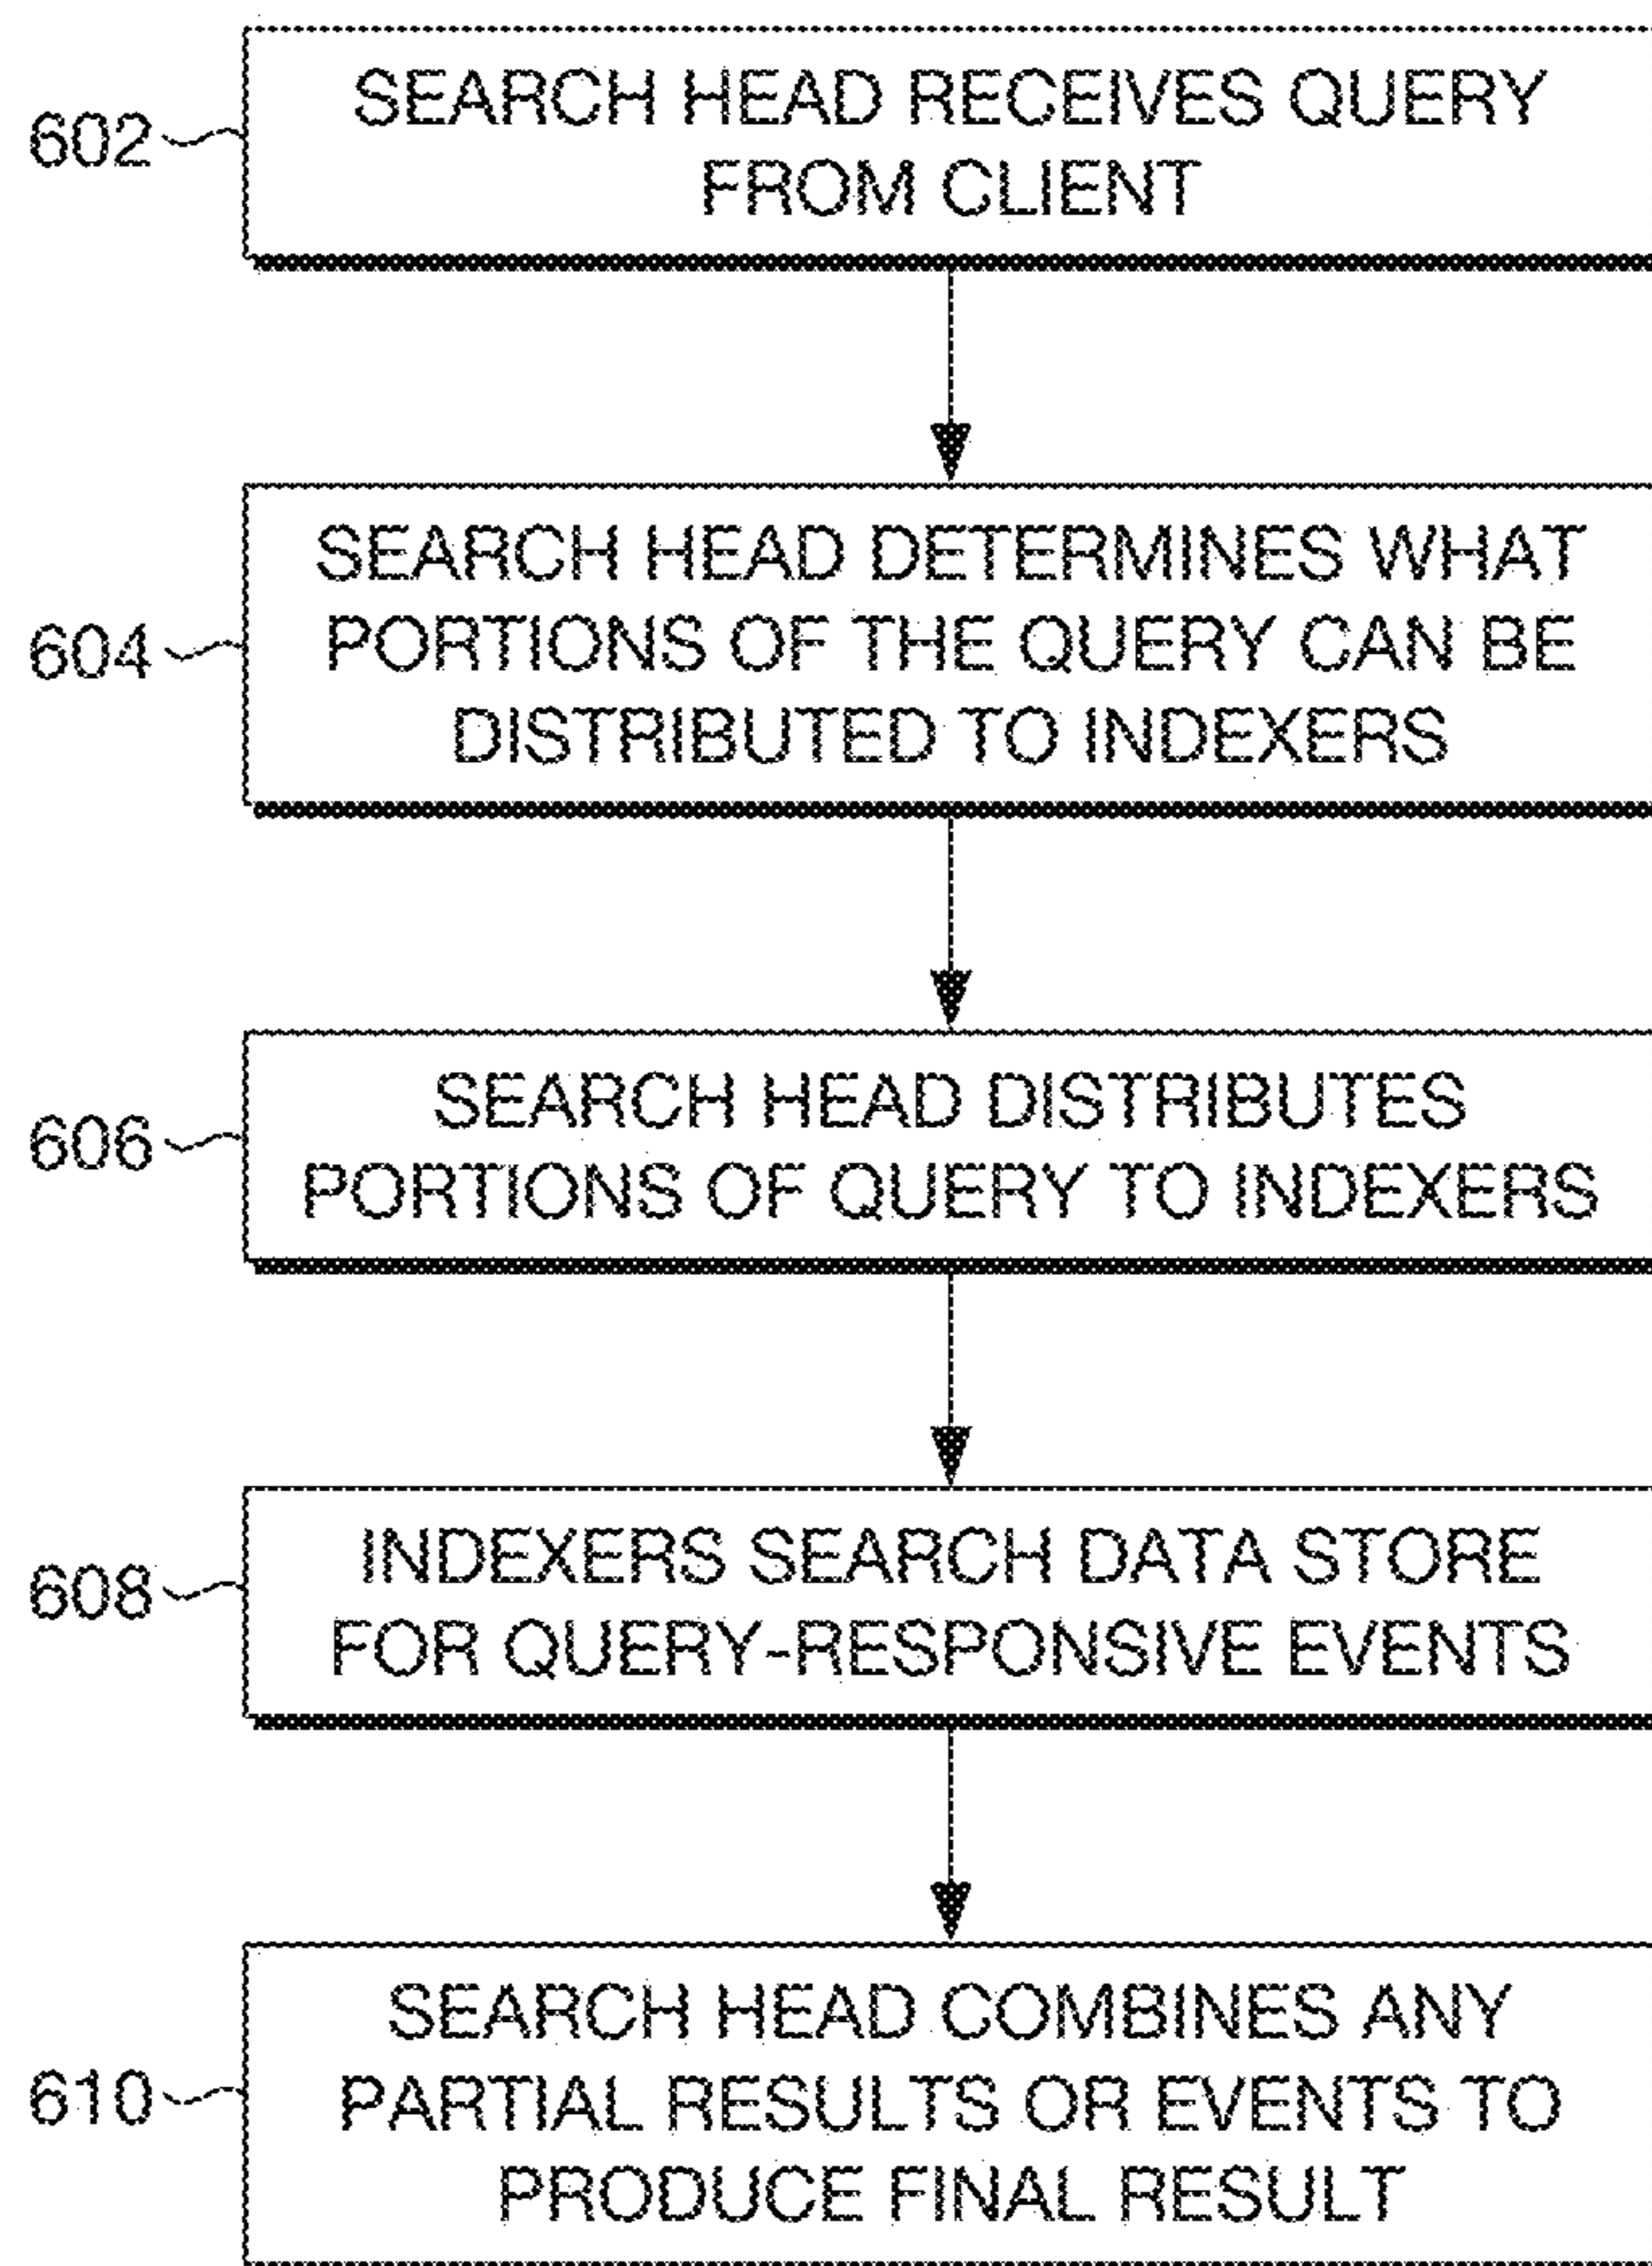 SEARCH HEAD RECEIVES QUERY
602
FROM CLIENT
SEARCH HEAD DETERMINES WHAT
604
PORTIONS OF THE QUERY CAN BE
DISTRIBUTED TO INDEXERS
SEARCH HEAD DISTRIBUTES
606
PORTIONS OF QUERY TO INDEXERS
INDEXERS SEARCH DATA STORE
608
FOR QUERY-RESPONSIVE EVENTS
SEARCH HEAD COMBINES ANY
610
PARTIAL RESULTS OR EVENTS TO
PRODUCE FINAL RESULT